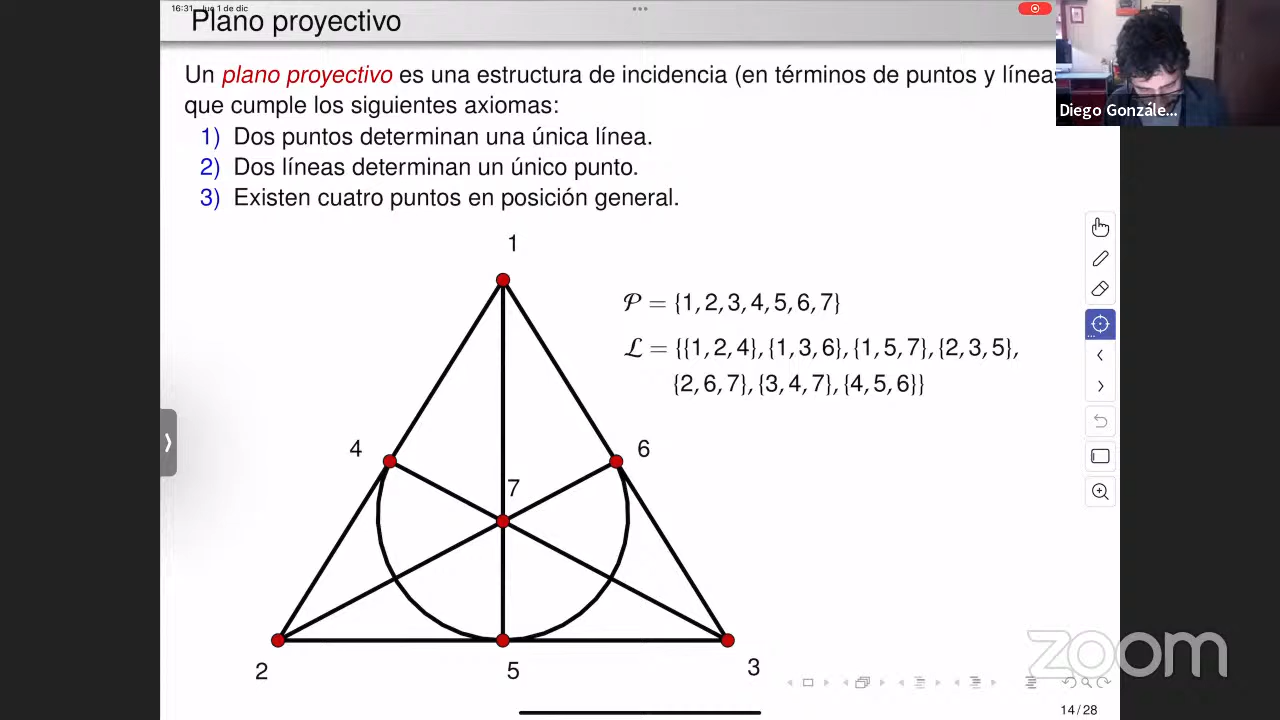 16:31 jue 1 de dic
Plano proyectivo
Un plano proyectivo es una estructura de incidencia (en términos de puntos y líneas
que cumple los siguientes axiomas:
1) Dos puntos determinan una única línea.
2) Dos líneas determinan un único punto.
3) Existen cuatro puntos en posición general.
Diego Gonzále...
1
𝒫 = {1, 2, 3, 4, 5, 6, 7}
ℒ = {{1, 2, 4}, {1, 3, 6}, {1, 5, 7}, {2, 3, 5},
{2, 6, 7}, {3, 4, 7}, {4, 5, 6}}
4
6
7
2
5
3
zoom
14/28